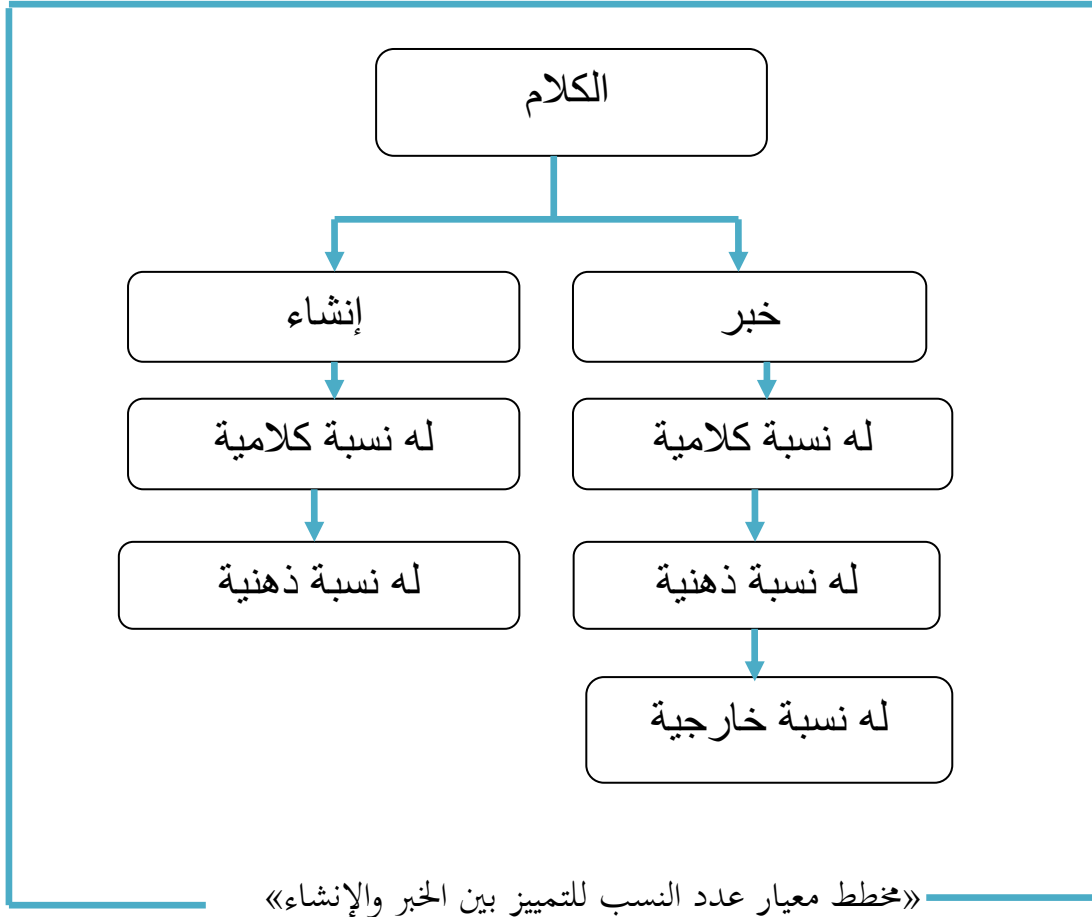 الكلام
خبر
إنشاء
له نسبة كلامية
له نسبة كلامية
له نسبة ذهنية
له نسبة ذهنية
له نسبة خارجية
«مخطط معيار عدد النسب للتمييز بين الخبر والإنشاء»